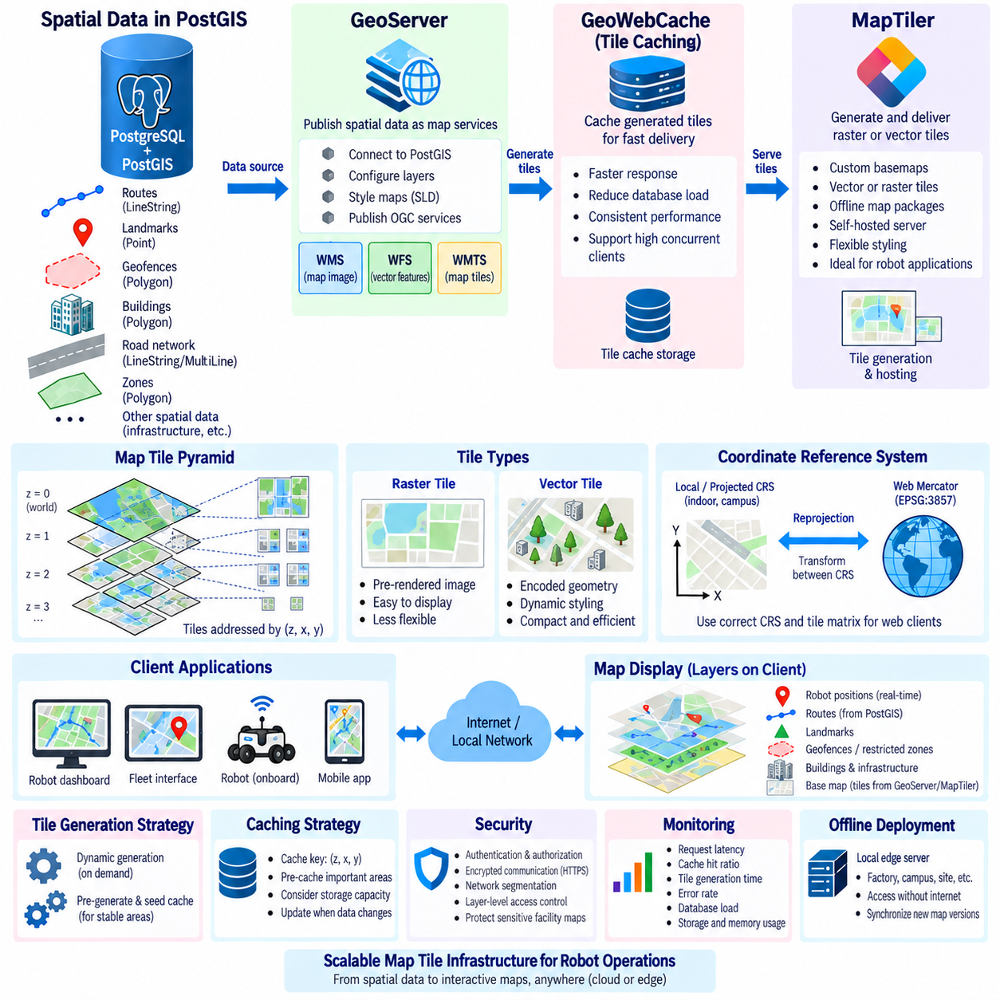 Spatial Data in PostGIS
PostgreSQL
+
PostGIS
Routes
(LineString)
Landmarks
(Point)
Geofences
(Polygon)
Buildings
(Polygon)
Road network
(LineString/MultiLine)
Zones
(Polygon)
Other spatial data
(infrastructure, etc.)
Data source
GeoServer
Publish spatial data as map services
Connect to PostGIS
Configure layers
Style maps (SLD)
Publish OGC services
WMS
(map image)
WFS
(vector features)
WMTS
(map tiles)
Generate
tiles
GeoWebCache
(Tile Caching)
Cache generated tiles
for fast delivery
• Faster response
• Reduce database load
• Consistent performance
• Support high concurrent
clients
Tile cache storage
Serve
tiles
MapTiler
Generate and deliver
raster or vector tiles
• Custom basemaps
• Vector or raster tiles
• Offline map packages
• Self-hosted server
• Flexible styling
• Ideal for robot applications
Tile generation
& hosting
Map Tile Pyramid
z = 0
(world)
z = 1
z = 2
z = 3
...
Tiles addressed by (z, x, y)
Tile Types
Raster Tile
• Pre-rendered image
• Easy to display
• Less flexible
Vector Tile
• Encoded geometry
• Dynamic styling
• Compact and efficient
Coordinate Reference System
Local / Projected CRS
(indoor, campus)
Y
X
Reprojection
Transform
between CRS
Web Mercator
(EPSG:3857)
Use correct CRS and tile matrix for web clients
Client Applications
Robot dashboard
Fleet interface
Robot (onboard)
Mobile app
Internet /
Local Network
Map Display (Layers on Client)
Robot positions (real-time)
Routes (from PostGIS)
Landmarks
Geofences / restricted zones
Buildings & infrastructure
Base map (tiles from GeoServer/MapTiler)
Tile Generation Strategy
Dynamic generation
(on demand)
Pre-generate & seed cache
(for stable areas)
Caching Strategy
• Cache key: (z, x, y)
• Pre-cache important areas
• Consider storage capacity
• Update when data changes
Security
• Authentication & authorization
• Encrypted communication (HTTPS)
• Network segmentation
• Layer-level access control
• Protect sensitive facility maps
Monitoring
• Request latency
• Cache hit ratio
• Tile generation time
• Error rate
• Database load
• Storage and memory usage
Offline Deployment
Local edge server
• Factory, campus, site, etc.
• Access without internet
• Synchronize new map versions
Scalable Map Tile Infrastructure for Robot Operations
From spatial data to interactive maps, anywhere (cloud or edge)